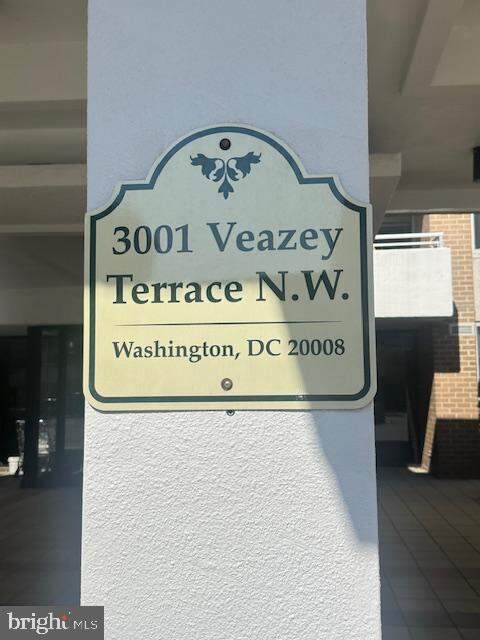 3001 Veazey
Terrace N.W.
Washington, DC 20008
bright MLS